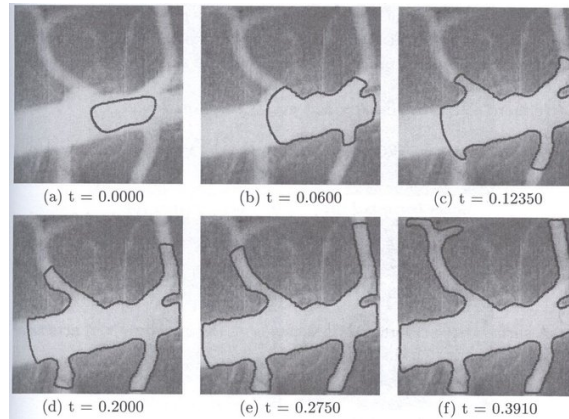 (a) t = 0.0000
(b) t = 0.0600
(c) t = 0.12350
(d) t = 0.2000
(e) t = 0.2750
(f) t = 0.3910